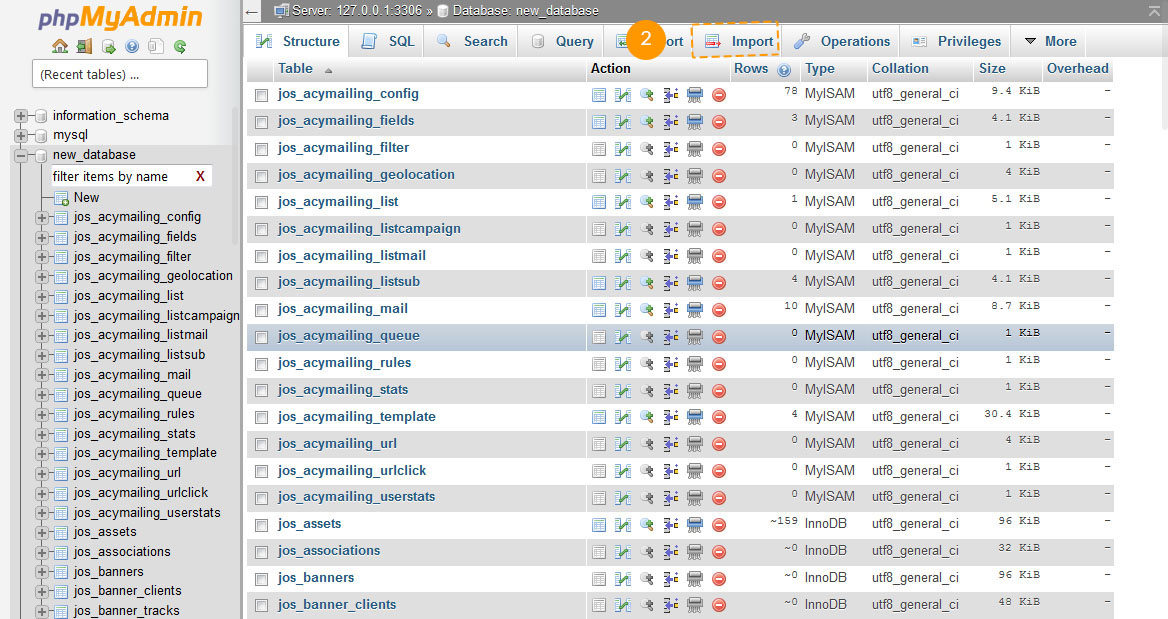 phpMyAdmin
(Recent tables) ...
information_schema
mysql
new_database
filter items by name X
New
jos_acymailing_config
jos_acymailing_fields
jos_acymailing_filter
jos_acymailing_geolocation
jos_acymailing_list
jos_acymailing_listcampaign
jos_acymailing_listmail
jos_acymailing_listsub
jos_acymailing_mail
jos_acymailing_queue
jos_acymailing_rules
jos_acymailing_stats
jos_acymailing_template
jos_acymailing_url
jos_acymailing_urlclick
jos_acymailing_userstats
jos_assets
jos_associations
jos_banners
jos_banner_clients
jos_banner_tracks
Server: 127.0.0.1:3306 » Database: new_database
Structure SQL Search Query 2 ort Import Operations Privileges More
Table Action Rows Type Collation Size Overhead
jos_acymailing_config 78 MyISAM utf8_general_ci 9.4 KiB -
jos_acymailing_fields 3 MyISAM utf8_general_ci 4.1 KiB -
jos_acymailing_filter 0 MyISAM utf8_general_ci 1 KiB -
jos_acymailing_geolocation 0 MyISAM utf8_general_ci 4 KiB -
jos_acymailing_list 1 MyISAM utf8_general_ci 5.1 KiB -
jos_acymailing_listcampaign 0 MyISAM utf8_general_ci 1 KiB -
jos_acymailing_listmail 0 MyISAM utf8_general_ci 1 KiB -
jos_acymailing_listsub 4 MyISAM utf8_general_ci 4.1 KiB -
jos_acymailing_mail 10 MyISAM utf8_general_ci 8.7 KiB -
jos_acymailing_queue 0 MyISAM utf8_general_ci 1 KiB -
jos_acymailing_rules 0 MyISAM utf8_general_ci 1 KiB -
jos_acymailing_stats 0 MyISAM utf8_general_ci 1 KiB -
jos_acymailing_template 4 MyISAM utf8_general_ci 30.4 KiB -
jos_acymailing_url 0 MyISAM utf8_general_ci 4 KiB -
jos_acymailing_urlclick 0 MyISAM utf8_general_ci 1 KiB -
jos_acymailing_userstats 0 MyISAM utf8_general_ci 1 KiB -
jos_assets ~159 InnoDB utf8_general_ci 96 KiB -
jos_associations ~0 InnoDB utf8_general_ci 32 KiB -
jos_banners ~0 InnoDB utf8_general_ci 96 KiB -
jos_banner_clients ~0 InnoDB utf8_general_ci 48 KiB -